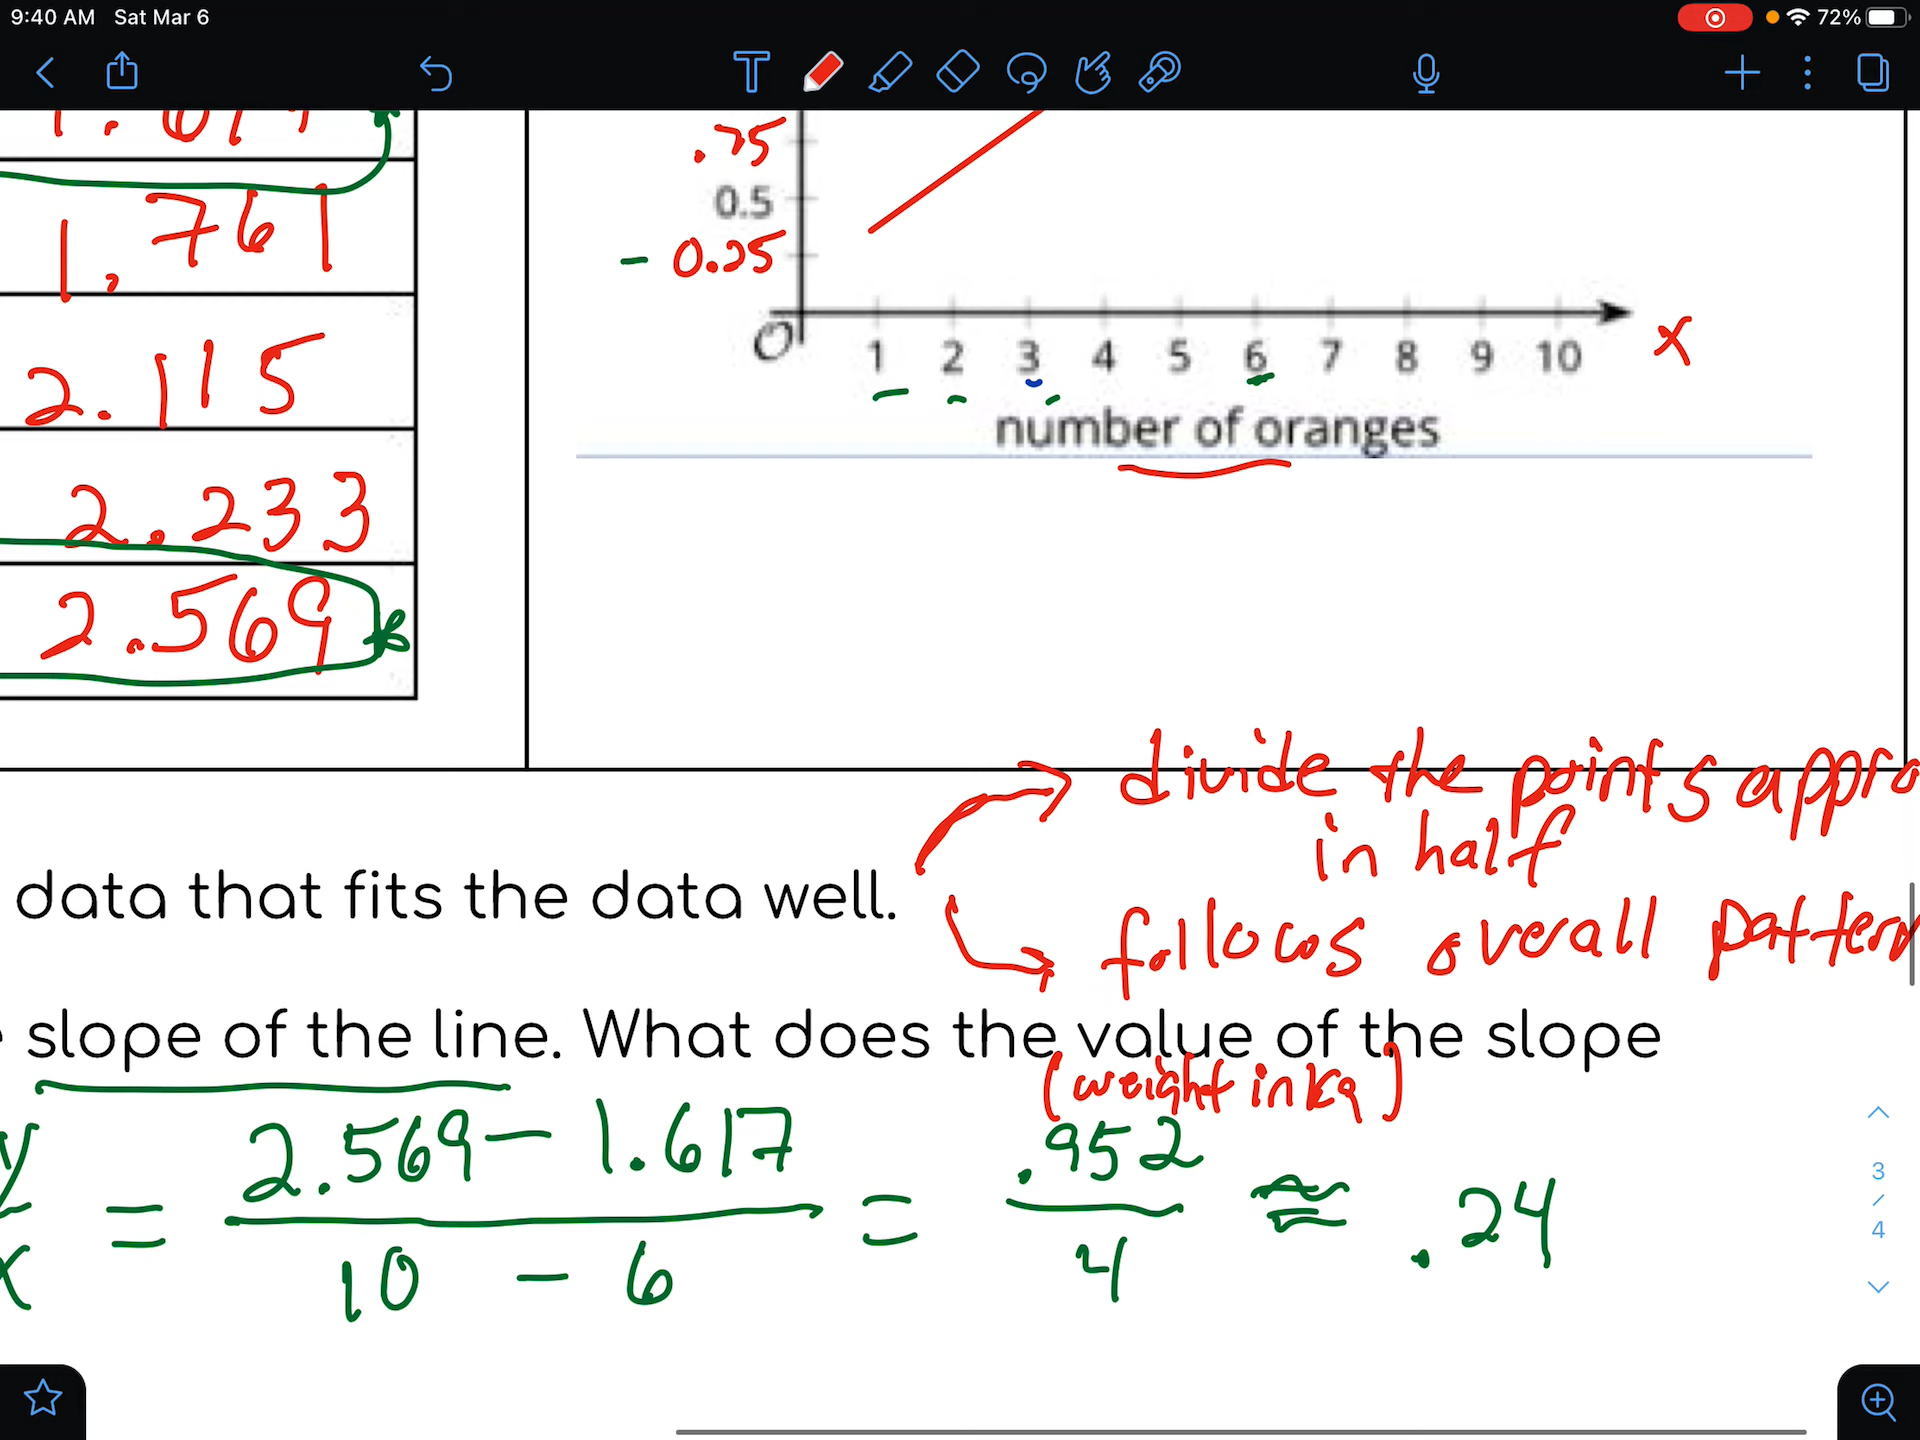 9:40 AM Sat Mar 6
72%
1,761
2.115
2.233
2.569
.75
0.5
- 0.25
O
1 2 3 4 5 6 7 8 9 10
x
number of oranges
divide the points appro
in half
data that fits the data well.
follows overall pattern
slope of the line. What does the value of the slope
(weight in kg)
y
x
= 2.569 - 1.617
10 - 6
= .952
4
≈ .24
3
/
4